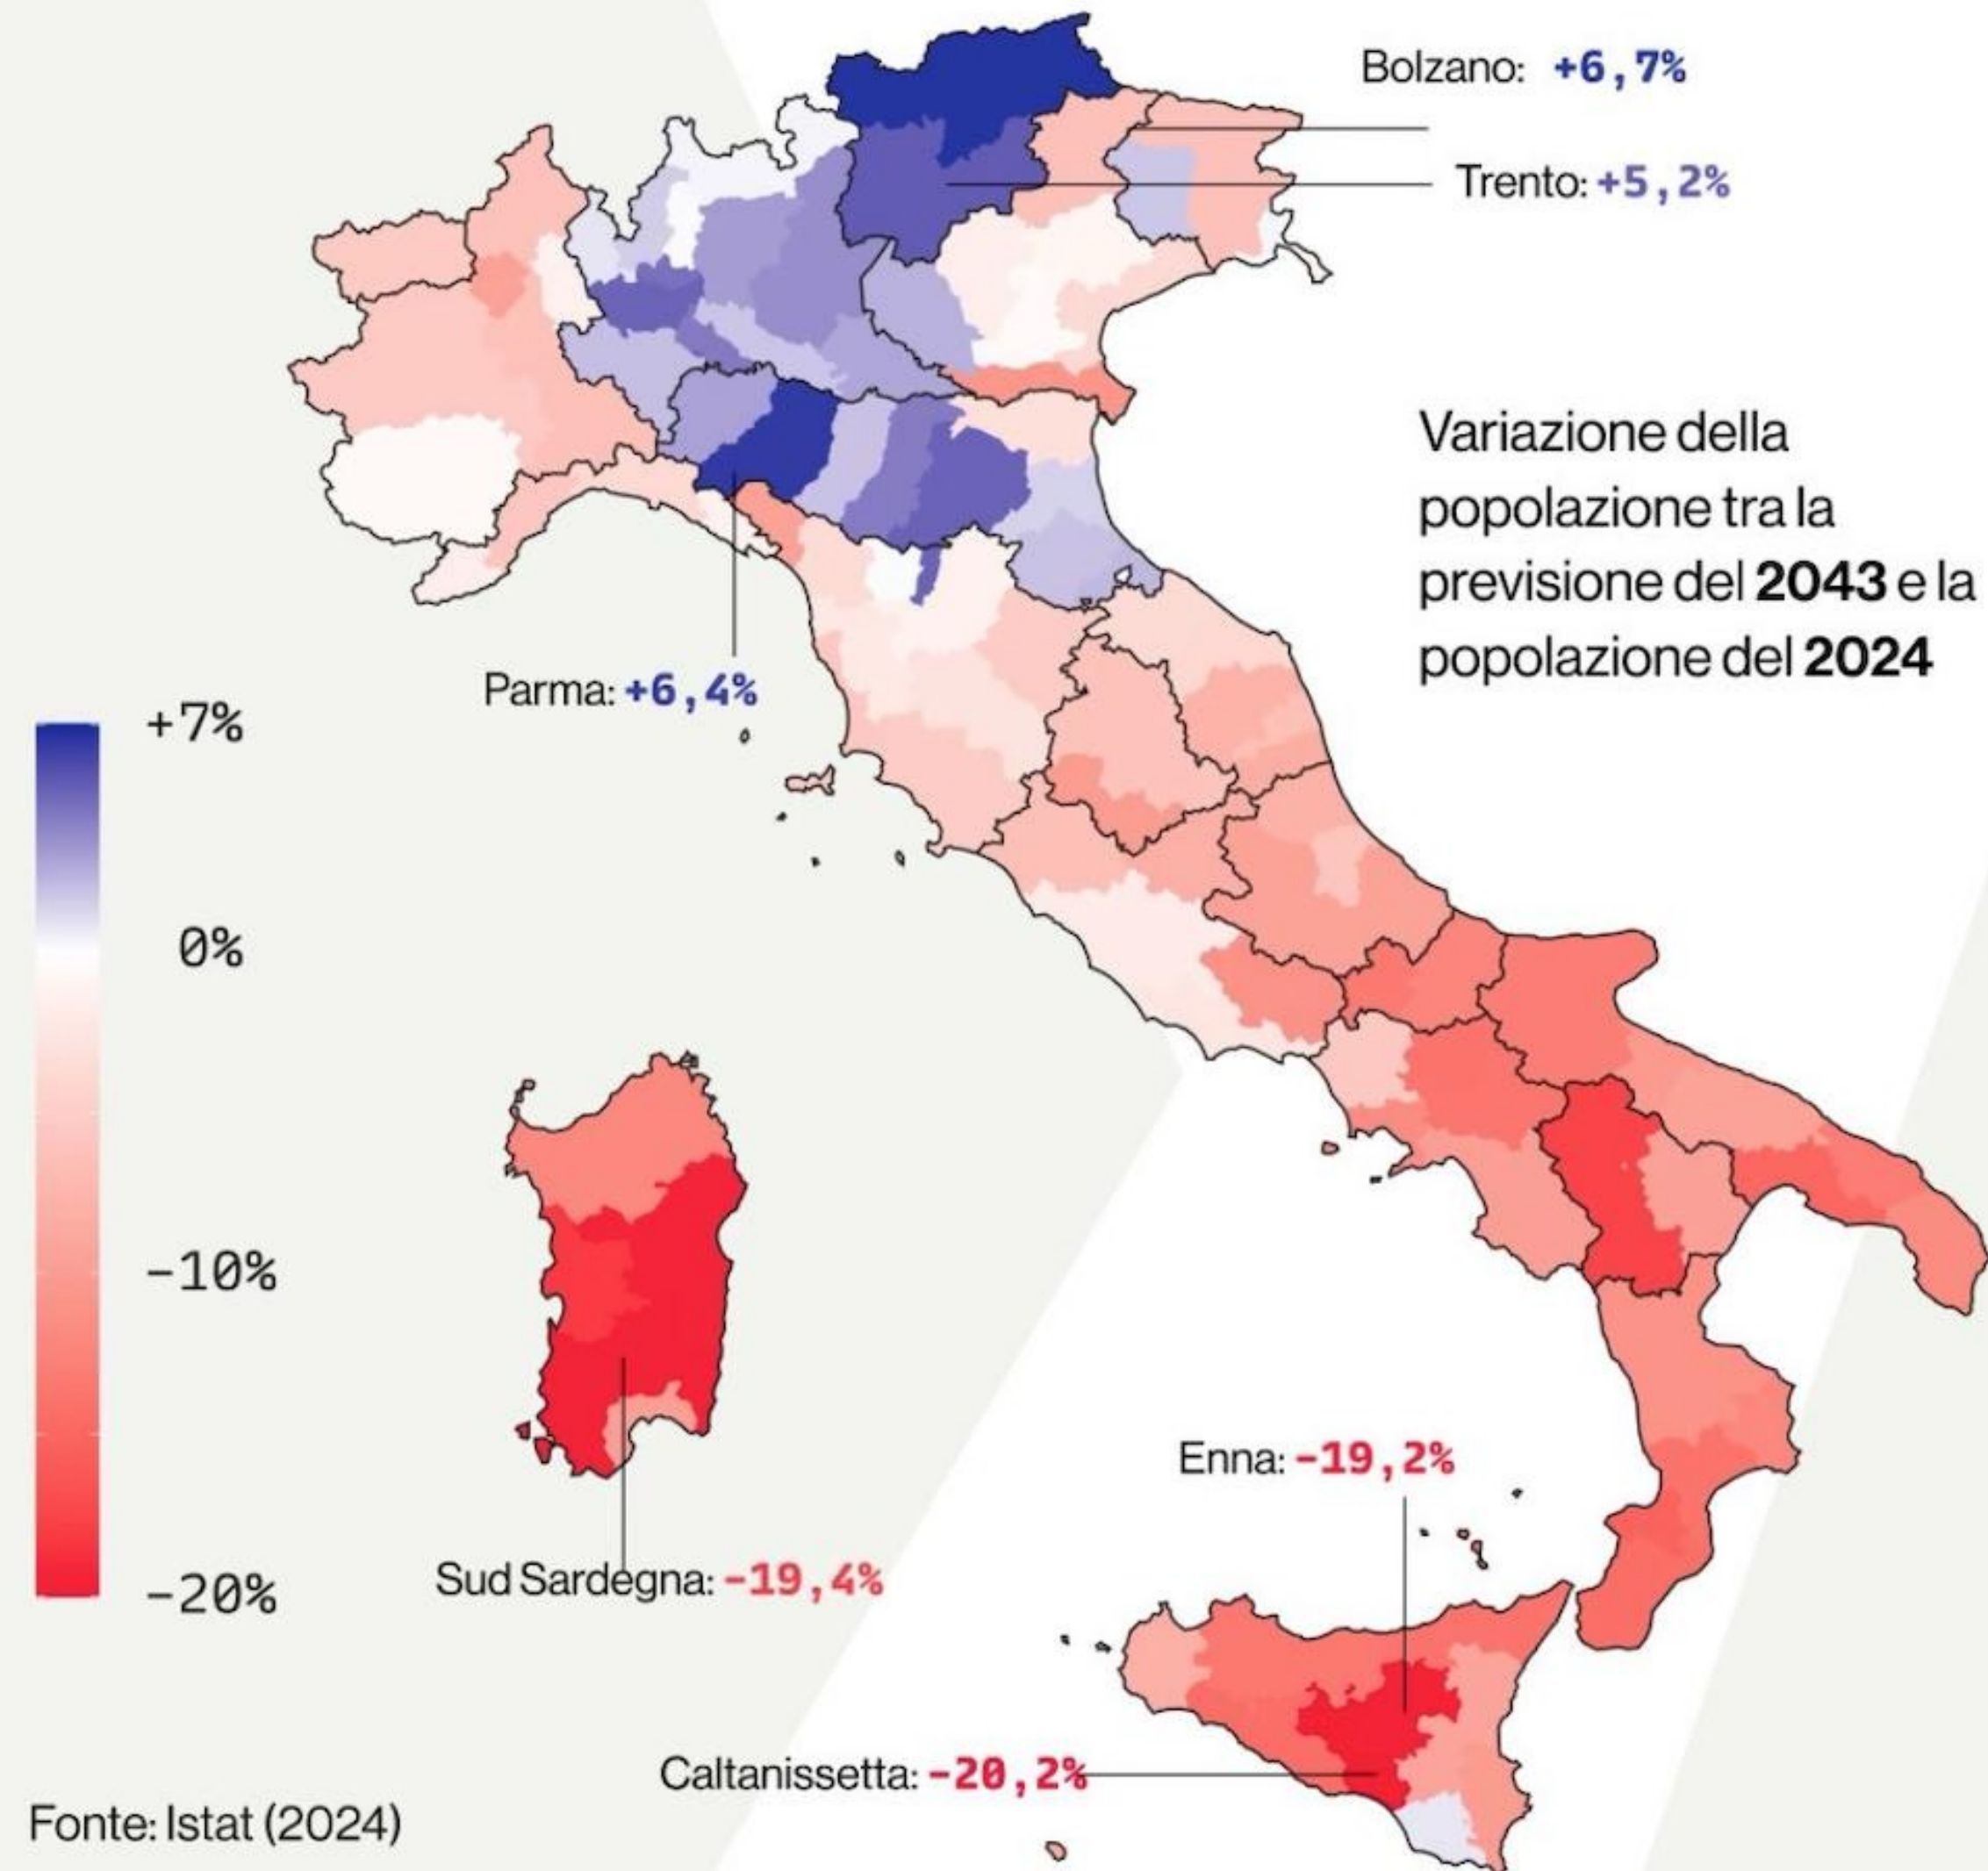 Bolzano: +6,7%
Trento: +5,2%
Variazione della
popolazione tra la
previsione del 2043 e la
popolazione del 2024
Parma: +6,4%
+7%
0%
-10%
-20%
Enna: -19,2%
Sud Sardegna: -19,4%
Caltanissetta: -20,2%
Fonte: Istat (2024)